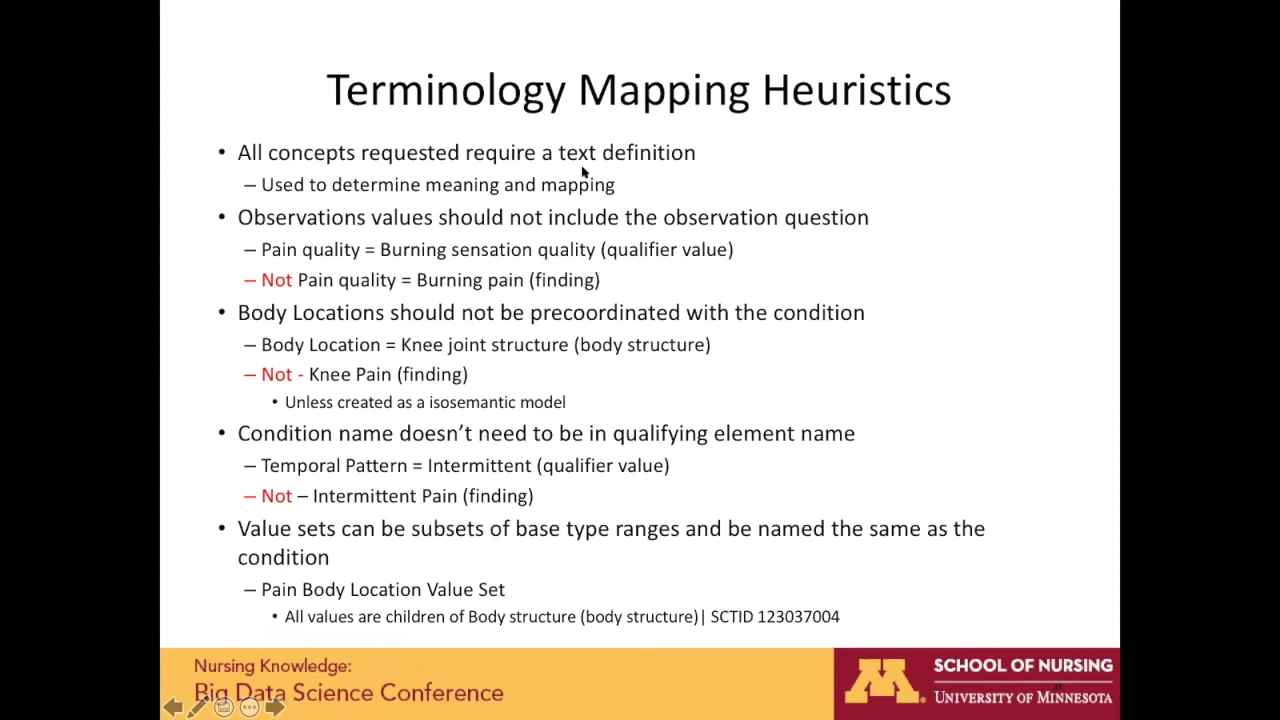 Terminology Mapping Heuristics
• All concepts requested require a text definition
– Used to determine meaning and mapping
• Observations values should not include the observation question
– Pain quality = Burning sensation quality (qualifier value)
– Not Pain quality = Burning pain (finding)
• Body Locations should not be precoordinated with the condition
– Body Location = Knee joint structure (body structure)
– Not - Knee Pain (finding)
• Unless created as a isosemantic model
• Condition name doesn’t need to be in qualifying element name
– Temporal Pattern = Intermittent (qualifier value)
– Not – Intermittent Pain (finding)
• Value sets can be subsets of base type ranges and be named the same as the
condition
– Pain Body Location Value Set
• All values are children of Body structure (body structure)| SCTID 123037004
Nursing Knowledge:
Big Data Science Conference
M
SCHOOL OF NURSING
UNIVERSITY OF MINNESOTA